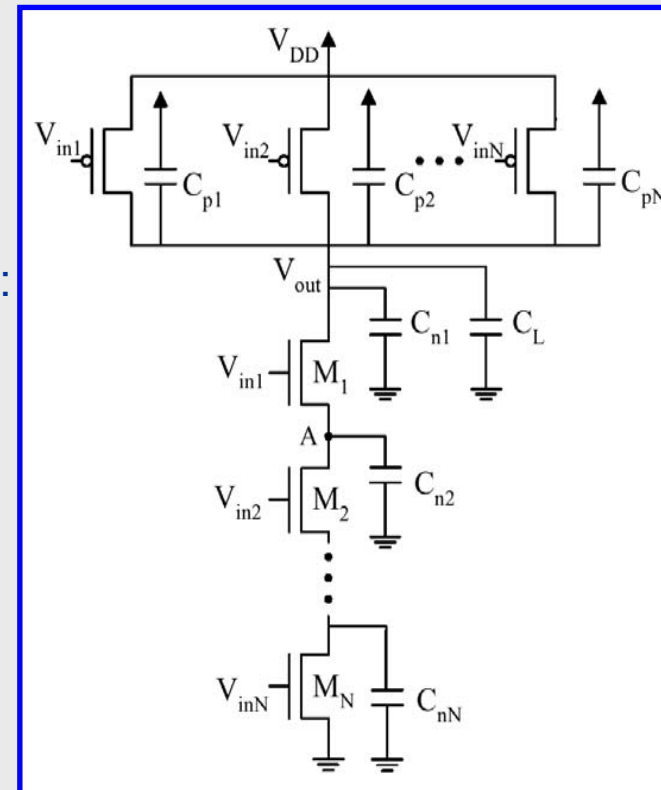 V_DD
V_in1 C_p1 V_in2 C_p2 • • • V_inN C_pN
:
V_out
C_n1 C_L
V_in1 M_1
A
C_n2
V_in2 M_2
V_inN M_N C_nN